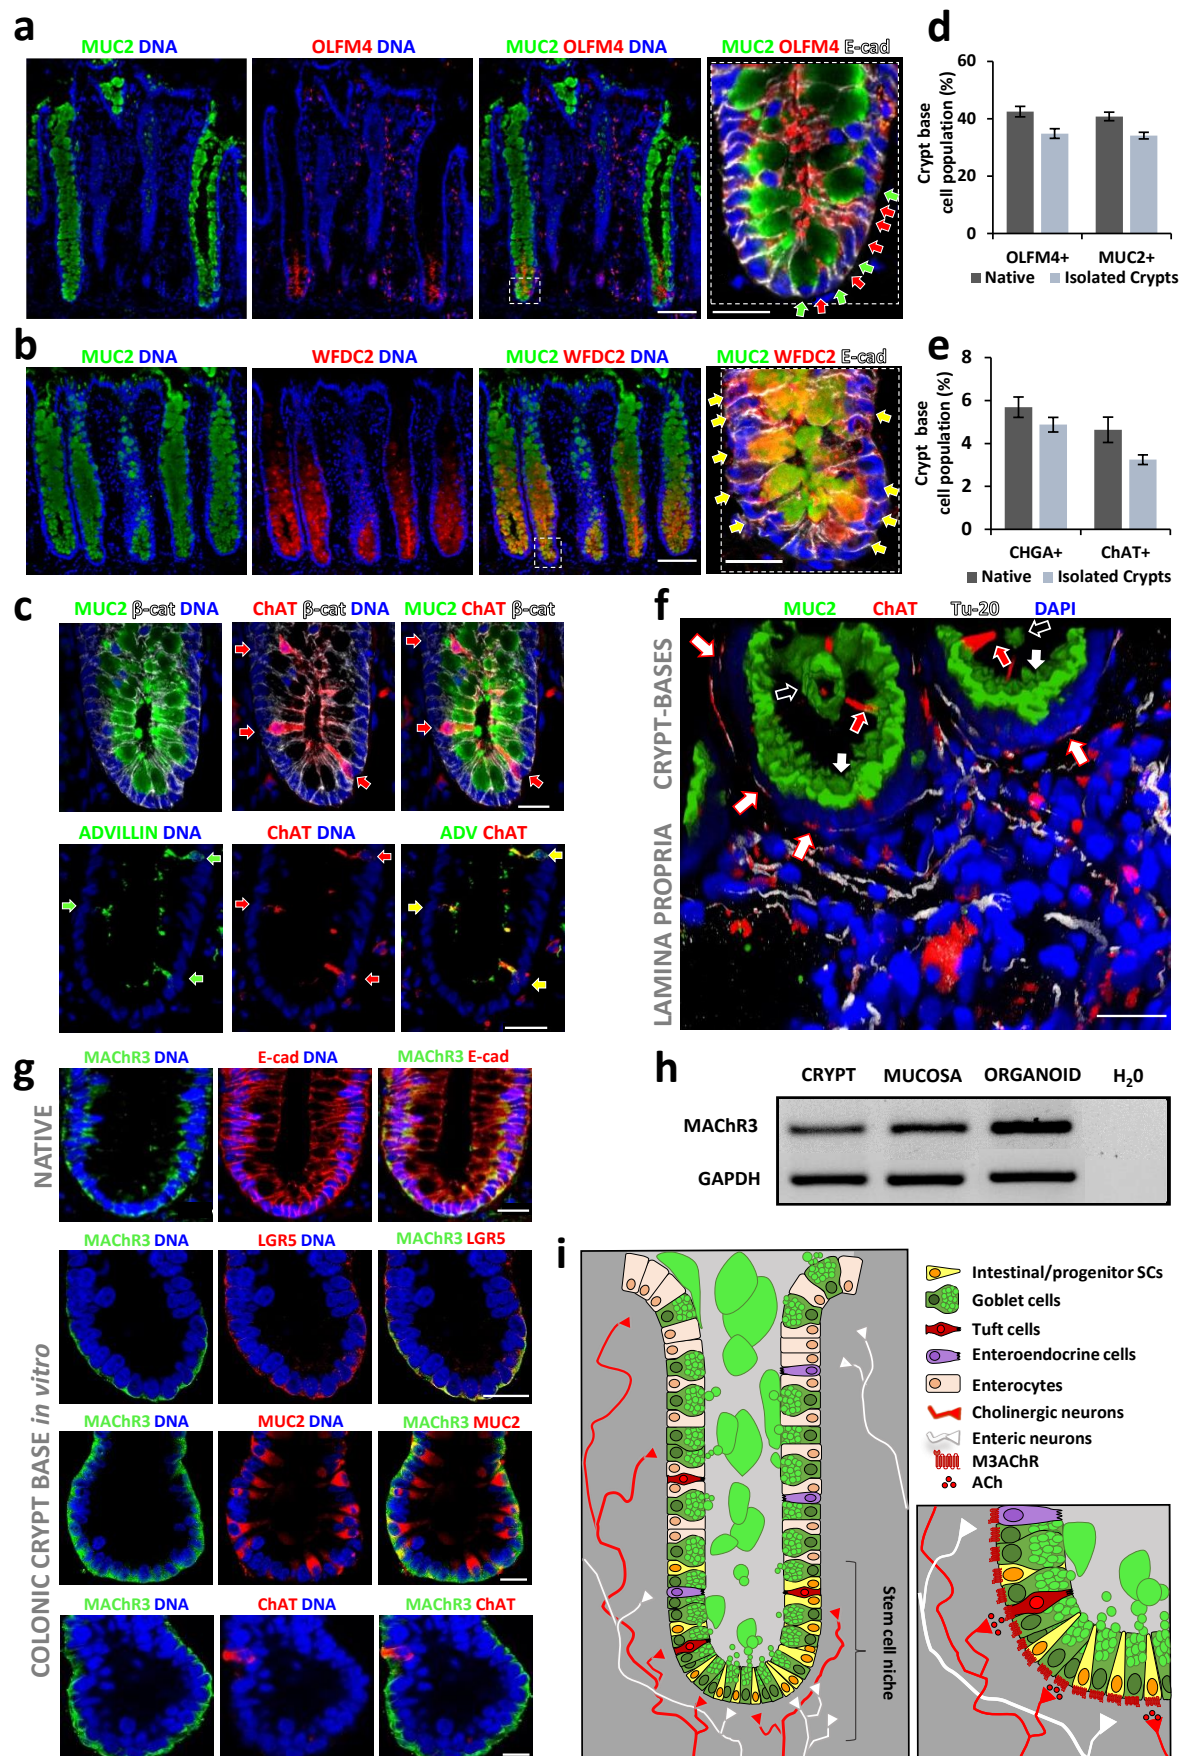 a
MUC2 DNA
OLFM4 DNA
MUC2 OLFM4 DNA
MUC2 OLFM4 E-cad
d
60
40
20
0
Crypt base
cell population (%)
OLFM4+
MUC2+
Native
Isolated Crypts
b
MUC2 DNA
WFDC2 DNA
MUC2 WFDC2 DNA
MUC2 WFDC2 E-cad
e
8
6
4
2
0
Crypt base
cell population (%)
CHGA+
ChAT+
Native
Isolated Crypts
c
MUC2 β-cat DNA
ChAT β-cat DNA
MUC2 ChAT β-cat
ADVILLIN DNA
ChAT DNA
ADV ChAT
f
MUC2
ChAT
Tu-20
DAPI
CRYPT-BASES
LAMINA PROPRIA
g
NATIVE
MAChR3 DNA
E-cad DNA
MAChR3 E-cad
COLONIC CRYPT BASE in vitro
MAChR3 DNA
LGR5 DNA
MAChR3 LGR5
MAChR3 DNA
MUC2 DNA
MAChR3 MUC2
MAChR3 DNA
ChAT DNA
MAChR3 ChAT
h
CRYPT
MUCOSA
ORGANOID
H20
MAChR3
GAPDH
i
Stem cell niche
Intestinal/progenitor SCs
Goblet cells
Tuft cells
Enteroendocrine cells
Enterocytes
Cholinergic neurons
Enteric neurons
M3AChR
ACh